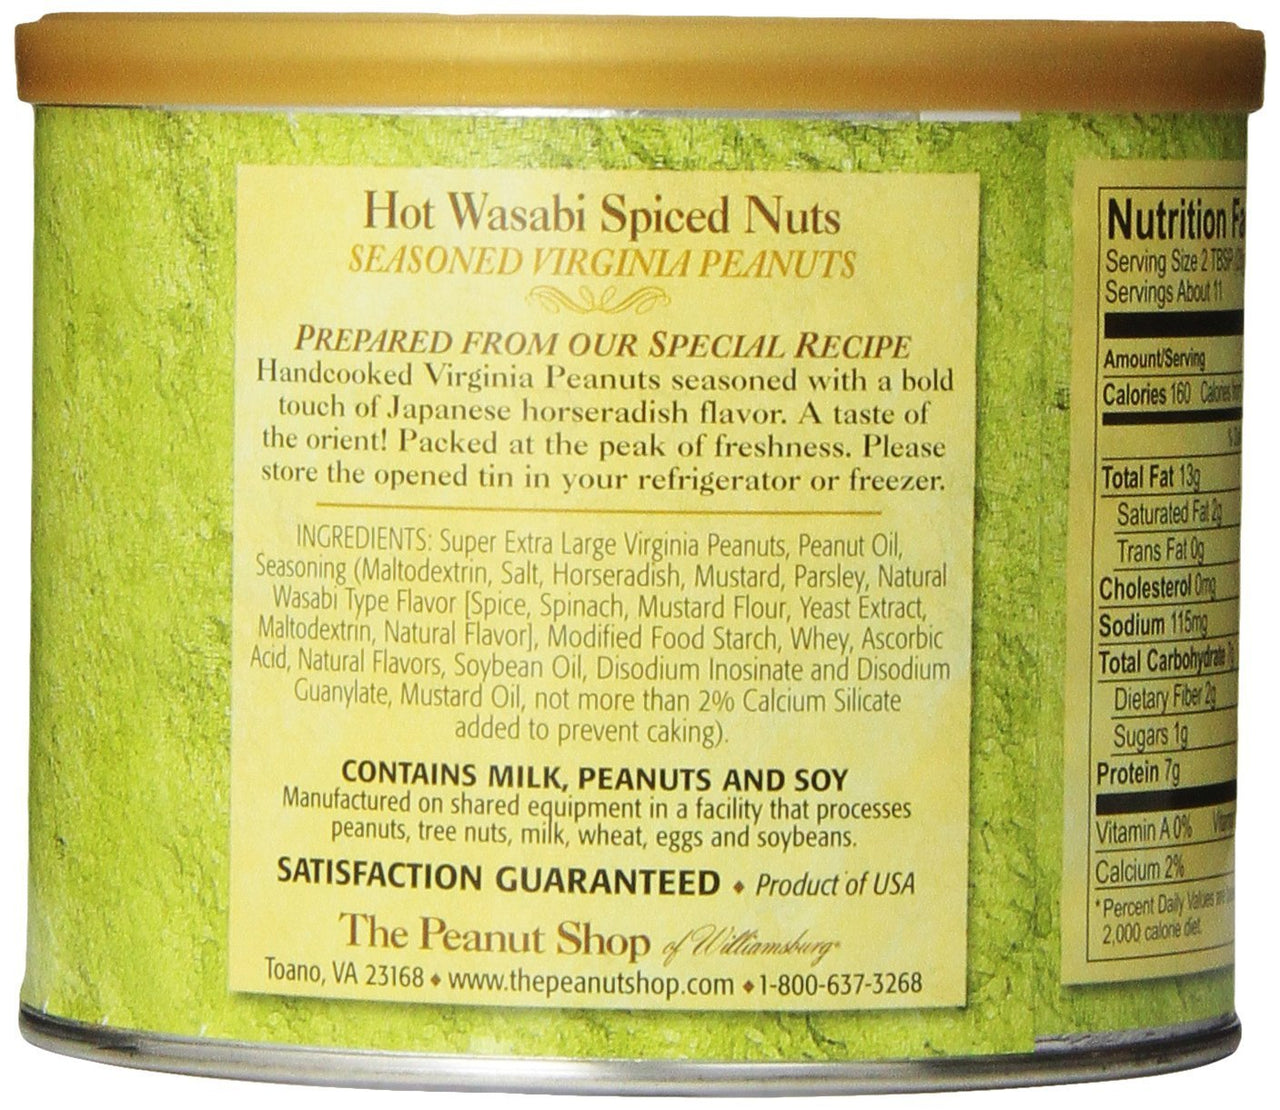 Hot Wasabi Spiced Nuts
SEASONED VIRGINIA PEANUTS
PREPARED FROM OUR SPECIAL RECIPE
Handcooked Virginia Peanuts seasoned with a bold
touch of Japanese horseradish flavor. A taste of
the orient! Packed at the peak of freshness. Please
store the opened tin in your refrigerator or freezer.
INGREDIENTS: Super Extra Large Virginia Peanuts, Peanut Oil,
Seasoning (Maltodextrin, Salt, Horseradish, Mustard, Parsley, Natural
Wasabi Type Flavor [Spice, Spinach, Mustard Flour, Yeast Extract,
Maltodextrin, Natural Flavor], Modified Food Starch, Whey, Ascorbic
Acid, Natural Flavors, Soybean Oil, Disodium Inosinate and Disodium
Guanylate, Mustard Oil, not more than 2% Calcium Silicate
added to prevent caking).
CONTAINS MILK, PEANUTS AND SOY
Manufactured on shared equipment in a facility that processes
peanuts, tree nuts, milk, wheat, eggs and soybeans.
SATISFACTION GUARANTEED ♦ Product of USA
The Peanut Shop of Williamsburg®
Toano, VA 23168 ♦ www.thepeanutshop.com ♦ 1-800-637-3268
Nutrition Fa
Serving Size 2 TBSP
Servings About 11
Amount/Serving
Calories 160 Calories
Total Fat 13g
Saturated Fat 2g
Trans Fat 0g
Cholesterol 0mg
Sodium 115mg
Total Carbohydrate
Dietary Fiber 2g
Sugars 1g
Protein 7g
Vitamin A 0%
Calcium 2%
*Percent Daily Values are
2,000 calorie diet.